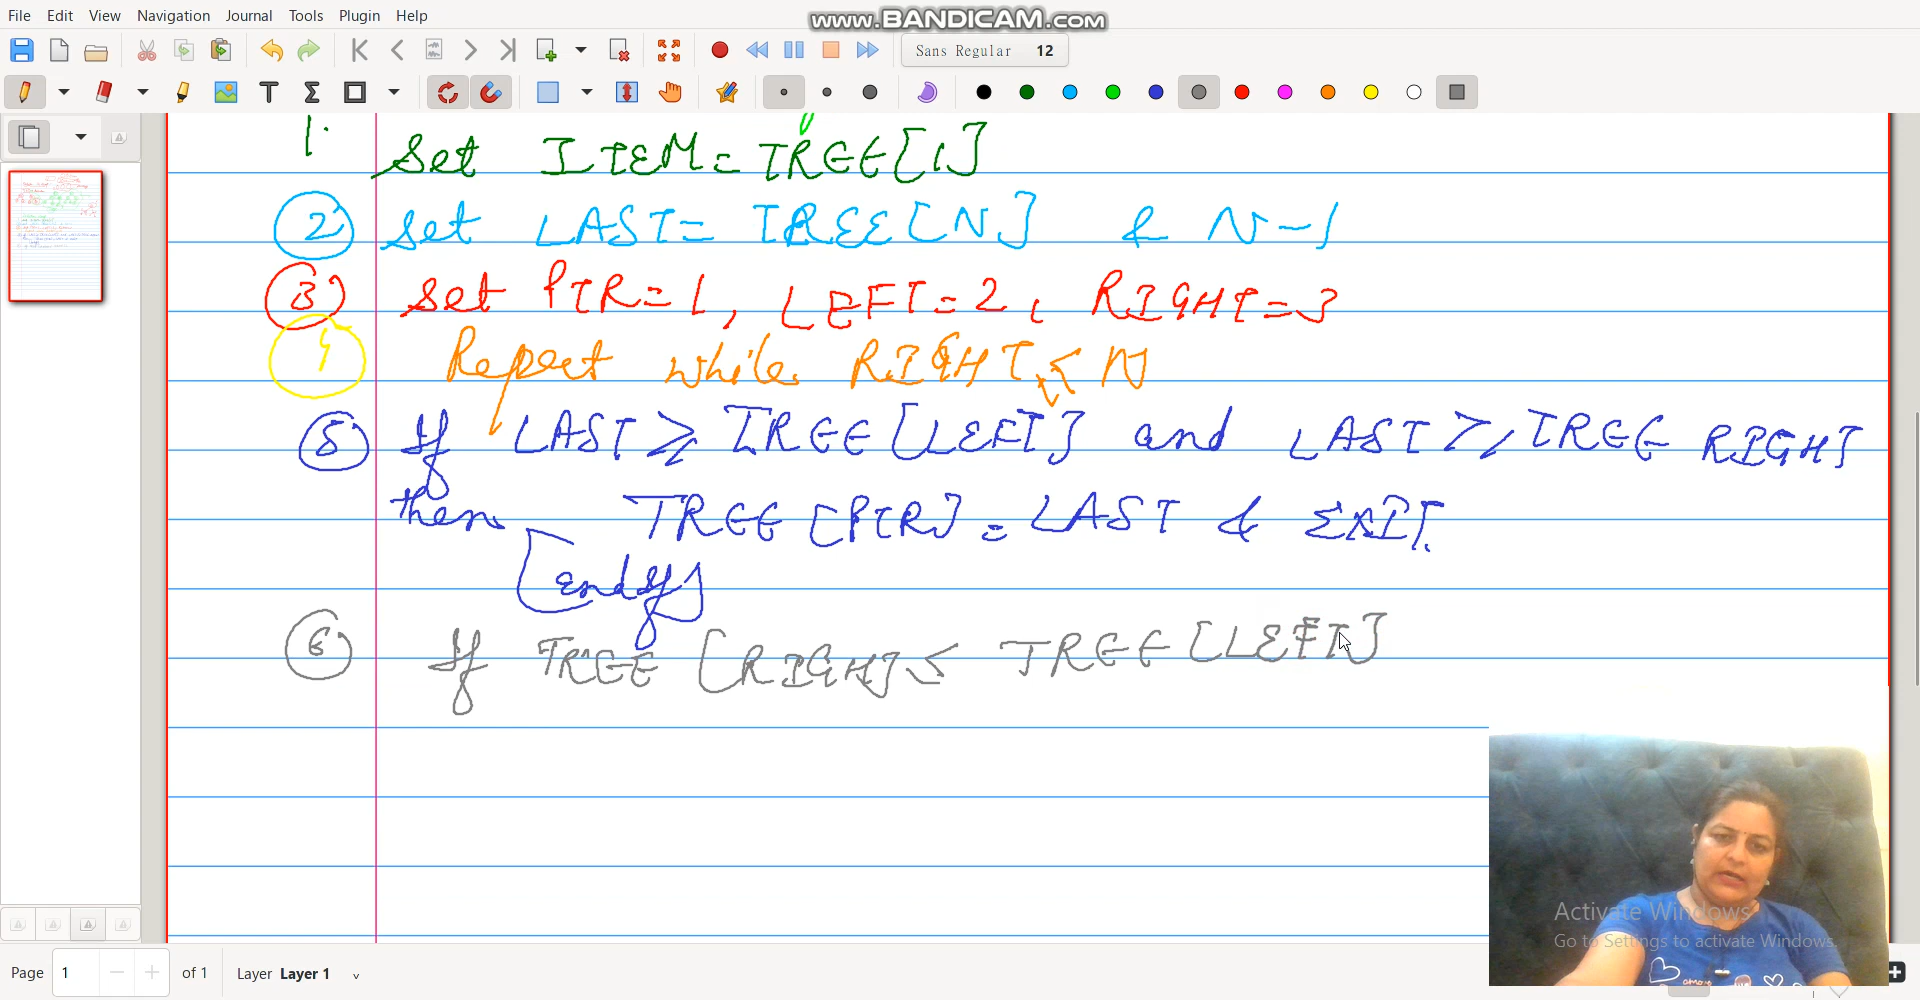 File Edit View Navigation Journal Tools Plugin Help
www.BANDICAM.com
Sans Regular 12
1. Set ITEM = TREE[1]
2 Set LAST = TREE[N] & N-1
3 Set PTR=1, LEFT=2, RIGHT=3
4 Repeat while RIGHT ≤ N
5 If LAST ⩾ TREE[LEFT] and LAST ⩾ TREE RIGHT
then TREE [PTR] = LAST & EXIT.
[endif]
6 If TREE [RIGHT] ≤ TREE [LEFT]
Activate Windows
Go to Settings to activate Windows.
Page 1 of 1 Layer Layer 1